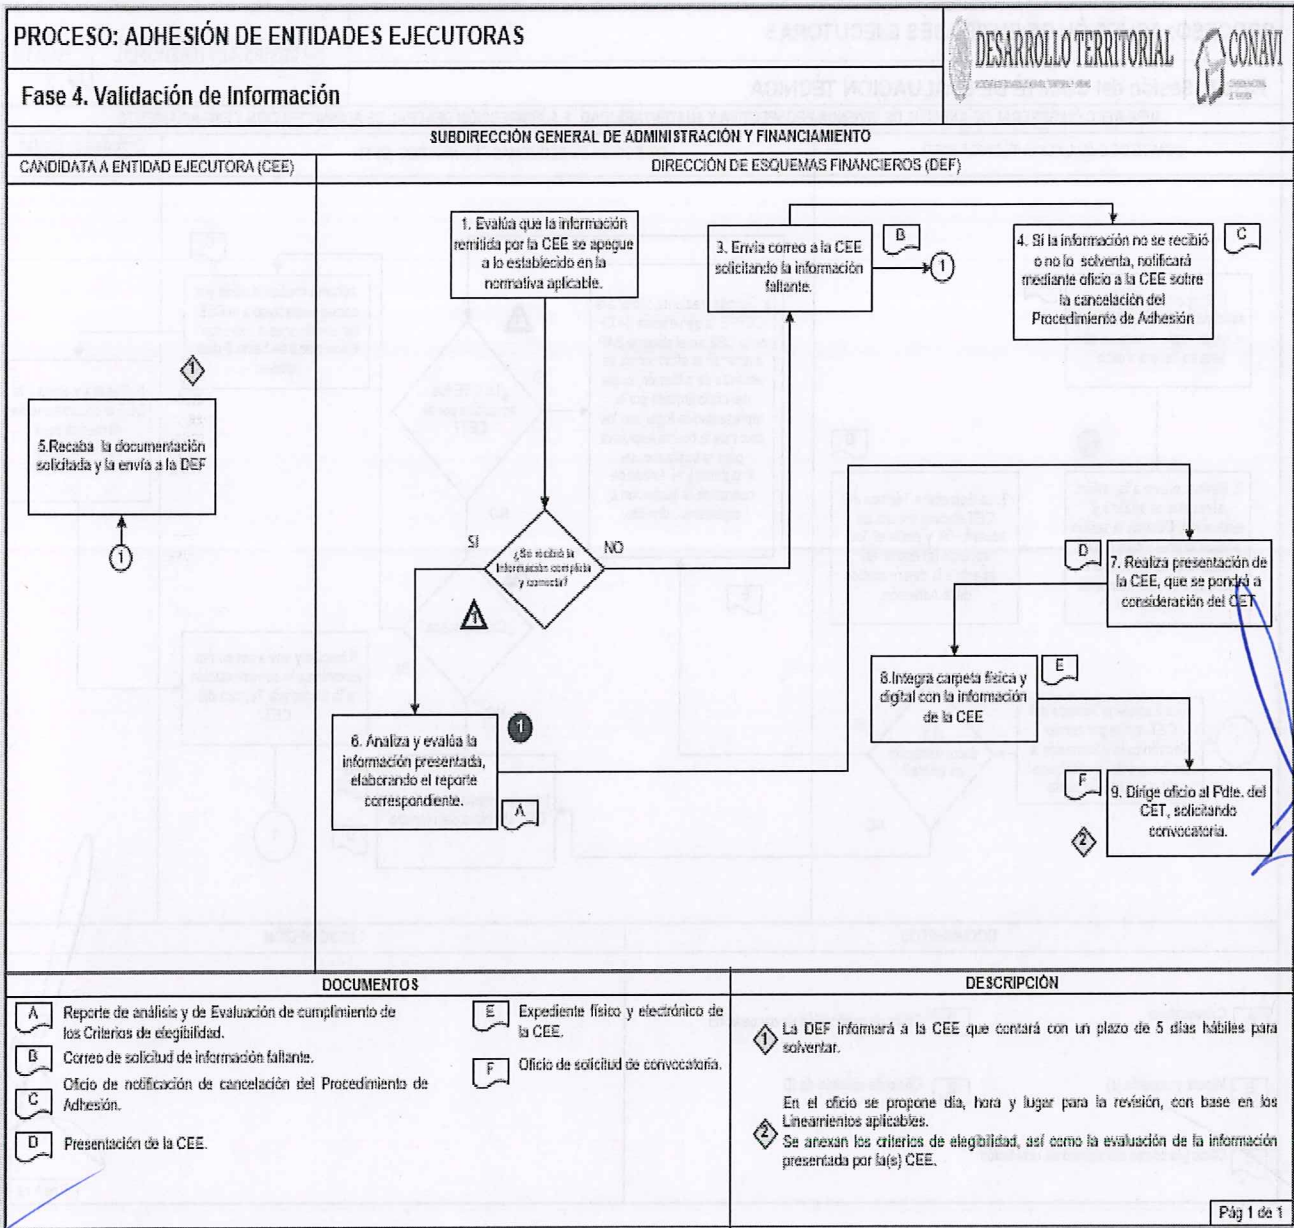 PROCESO: ADHESIÓN DE ENTIDADES EJECUTORAS
DESARROLLO TERRITORIAL
CONAVI
Fase 4. Validación de Información
SUBDIRECCIÓN GENERAL DE ADMINISTRACIÓN Y FINANCIAMIENTO
CANDIDATA A ENTIDAD EJECUTORA (CEE)
DIRECCIÓN DE ESQUEMAS FINANCIEROS (DEF)
1. Evalúa que la información
remitida por la CEE se apegue
a lo establecido en la
normativa aplicable.
3. Envia correo a la CEE
solicitando la información
faltante.
B
1
4. Si la información no se recibió
o no lo solventa, notificará
mediante oficio a la CEE sobre
la cancelación del
Procedimiento de Adhesión
C
1
5.Recaba la documentación
solicitada y la envía a la DEF
1
SI
¿Se recibió la
Información completa
y correcta?
NO
1
D
7. Realiza presentación de
la CEE, que se pondrá a
consideración del CET
8.Integra carpeta física y
digital con la información
de la CEE
E
6. Analiza y evalúa la
información presentada,
elaborando el reporte
correspondiente.
1
A
F
9. Dirige oficio al Pdte. del
CET, solicitando
convocatoria.
2
DOCUMENTOS
A Reporte de análisis y de Evaluación de cumplimiento de
los Criterios de elegibilidad.
B Correo de solicitud de información faltante.
C Oficio de notificación de cancelación del Procedimiento de
Adhesión.
D Presentación de la CEE.
E Expediente físico y electrónico de
la CEE.
F Oficio de solicitud de convocatoria.
DESCRIPCIÓN
1 La DEF informará a la CEE que contará con un plazo de 5 días hábiles para
solventar.
2 En el oficio se propone día, hora y lugar para la revisión, con base en los
Lineamientos aplicables.
Se anexan los criterios de elegibilidad, así como la evaluación de la información
presentada por la(s) CEE.
Pág 1 de 1